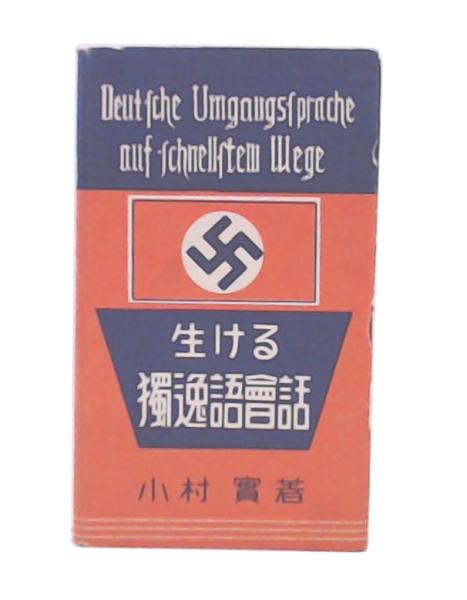 Deutſche Umgangsſprache
auf ſchnellſtem Wege
生ける
獨逸語會話
小村 實 著